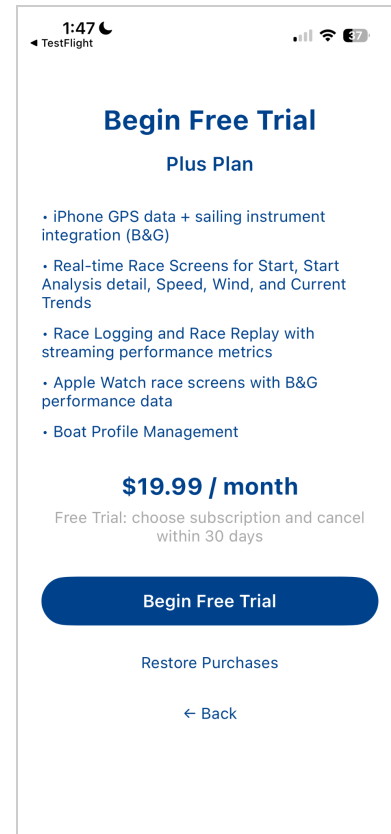 1:47
◀ TestFlight
37
Begin Free Trial
Plus Plan
• iPhone GPS data + sailing instrument
integration (B&G)
• Real-time Race Screens for Start, Start
Analysis detail, Speed, Wind, and Current
Trends
• Race Logging and Race Replay with
streaming performance metrics
• Apple Watch race screens with B&G
performance data
• Boat Profile Management
$19.99 / month
Free Trial: choose subscription and cancel
within 30 days
Begin Free Trial
Restore Purchases
← Back